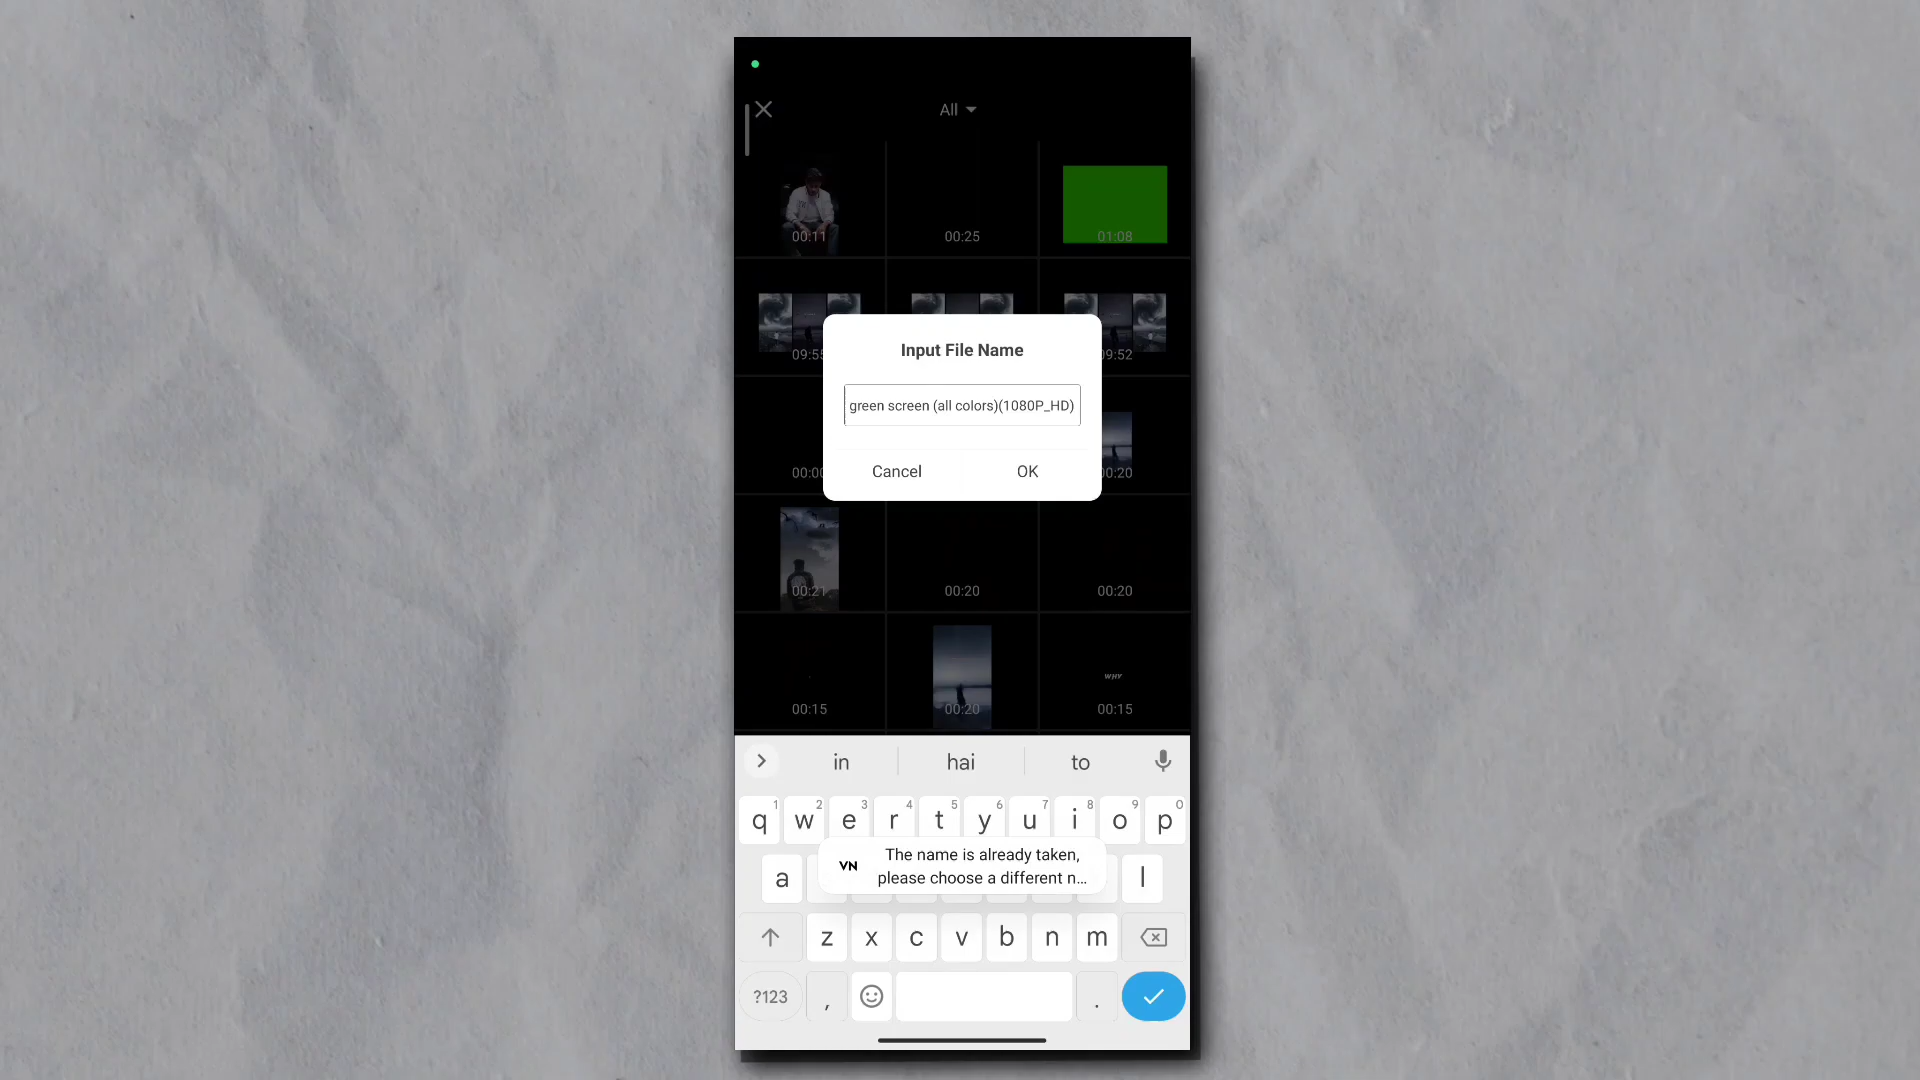 All
00:11
00:25
01:08
09:5
09:52
Input File Name
green screen (all colors)(1080P_HD)
Cancel
OK
00:0
00:20
00:21
00:20
00:20
00:15
00:20
WHY
00:15
in
hai
to
1 2 3 4 5 6 7 8 9 0
q w e r t y u i o p
VN
The name is already taken,
please choose a different n...
a
l
z x c v b n m
?123
,
.